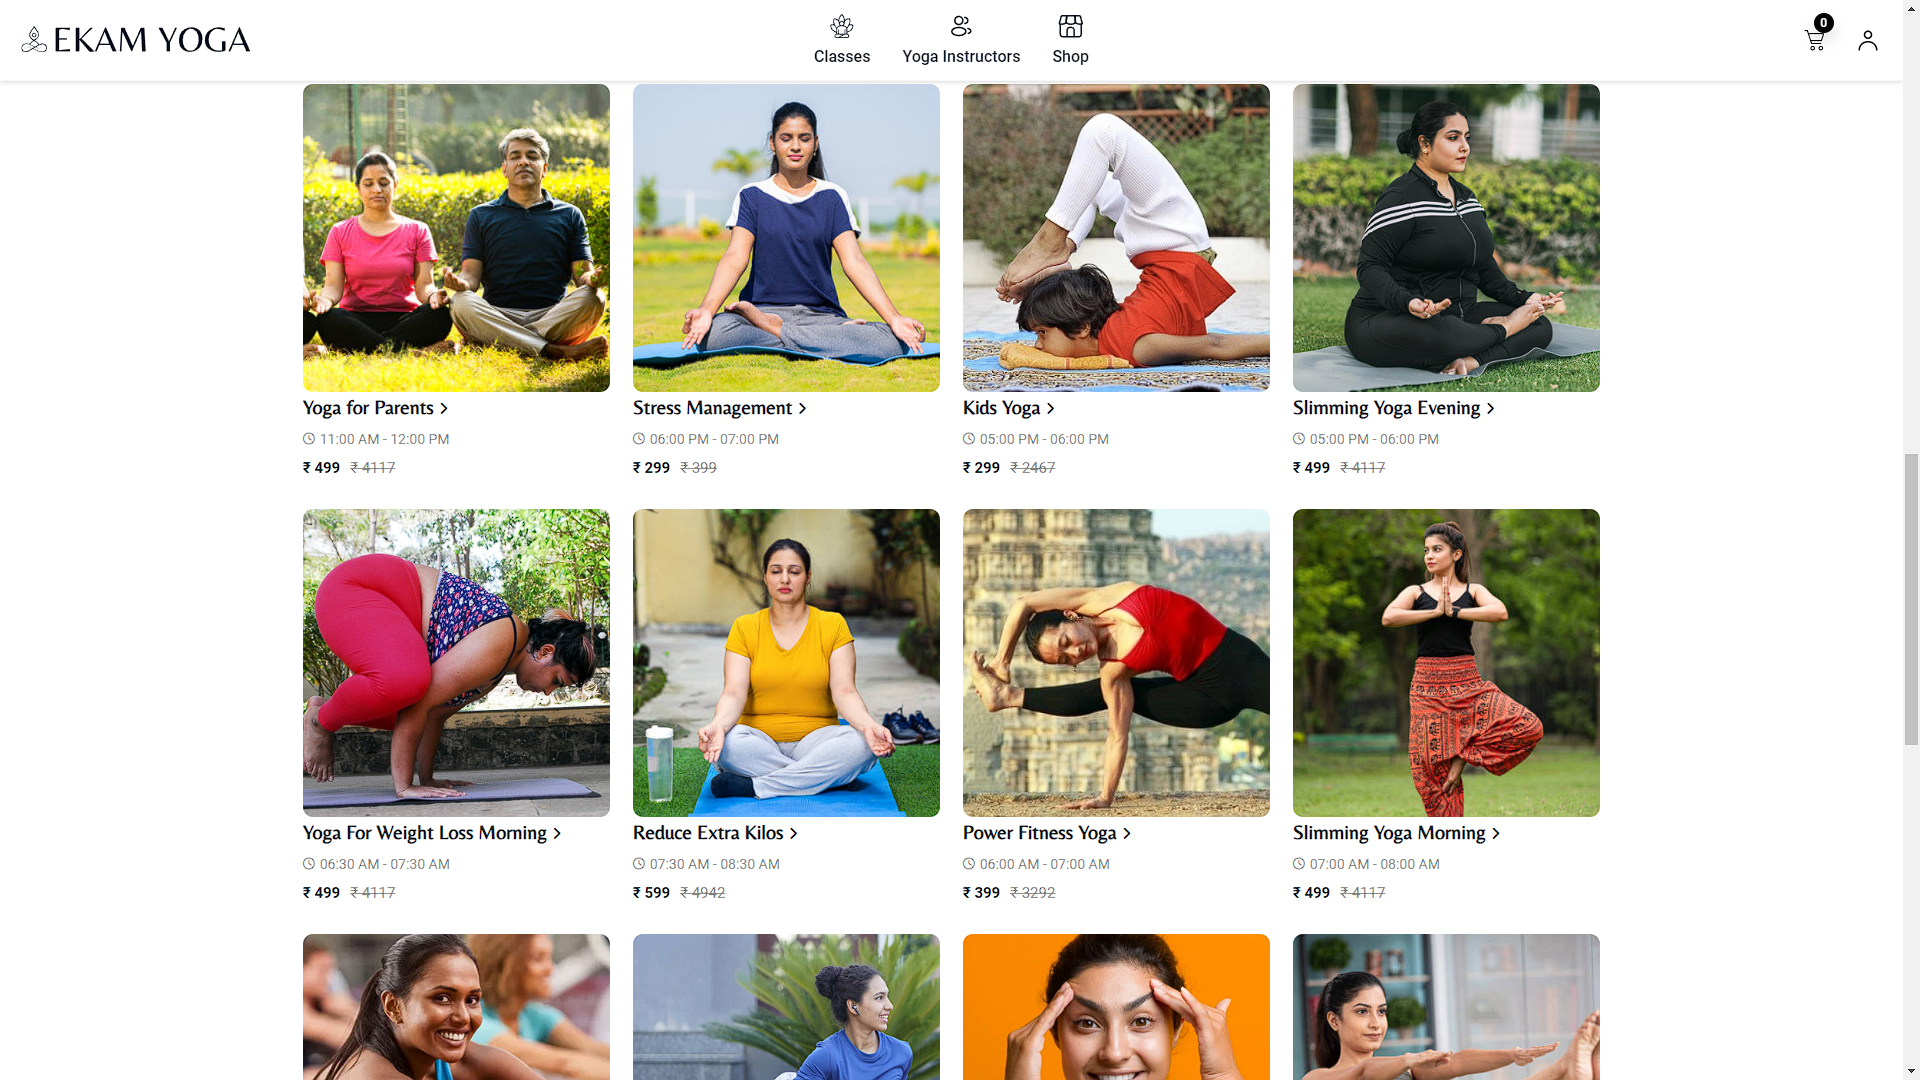 EKAM YOGA
Classes
Yoga Instructors
Shop
0
Yoga for Parents
11:00 AM - 12:00 PM
₹ 499 ₹ 4117
Stress Management
06:00 PM - 07:00 PM
₹ 299 ₹ 399
Kids Yoga
05:00 PM - 06:00 PM
₹ 299 ₹ 2467
Slimming Yoga Evening
05:00 PM - 06:00 PM
₹ 499 ₹ 4117
Yoga For Weight Loss Morning
06:30 AM - 07:30 AM
₹ 499 ₹ 4117
Reduce Extra Kilos
07:30 AM - 08:30 AM
₹ 599 ₹ 4942
Power Fitness Yoga
06:00 AM - 07:00 AM
₹ 399 ₹ 3292
Slimming Yoga Morning
07:00 AM - 08:00 AM
₹ 499 ₹ 4117